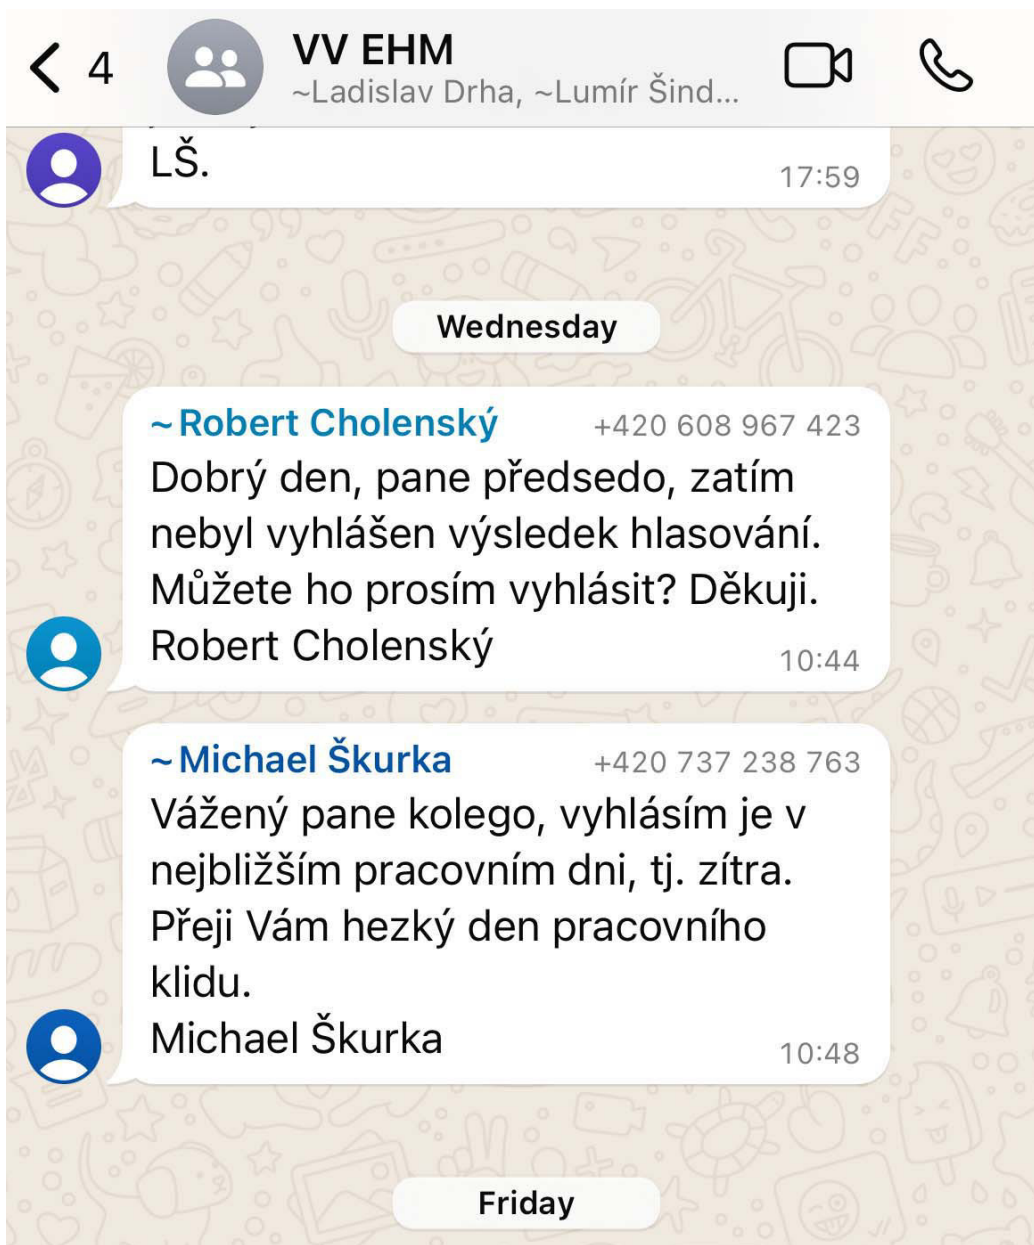 4
VV EHM
~Ladislav Drha, ~Lumír Šind...
LŠ.
17:59
Wednesday
~Robert Cholenský +420 608 967 423
Dobrý den, pane předsedo, zatím
nebyl vyhlášen výsledek hlasování.
Můžete ho prosím vyhlásit? Děkuji.
Robert Cholenský
10:44
~Michael Škurka +420 737 238 763
Vážený pane kolego, vyhlásím je v
nejbližším pracovním dni, tj. zítra.
Přeji Vám hezký den pracovního
klidu.
Michael Škurka
10:48
Friday